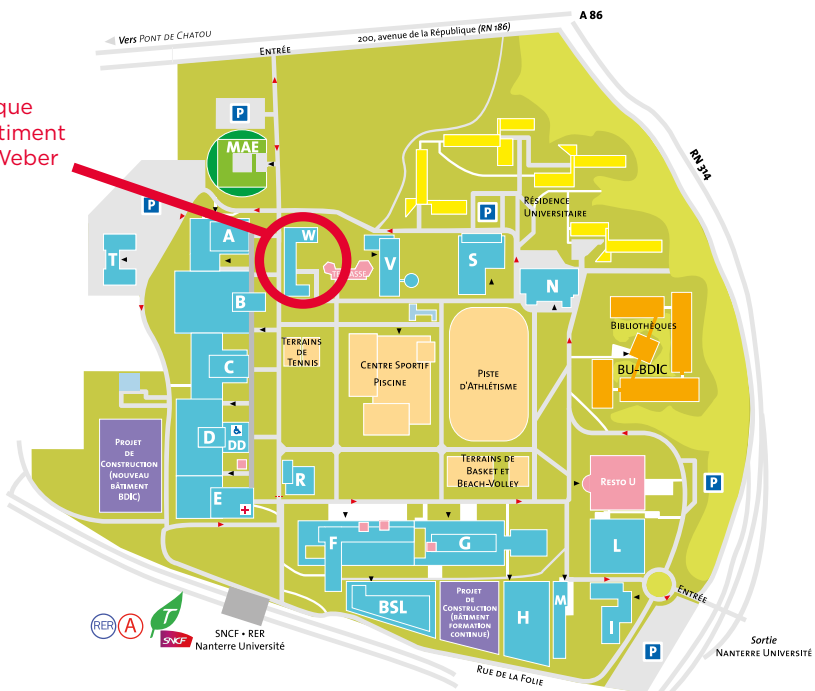 A 86
Vers PONT DE CHATOU
200, avenue de la République (RN 186)
ENTRÉE
que
timent
Weber
P
MAE
RN 314
P
P
RÉSIDENCE
UNIVERSITAIRE
A
W
T
V
S
TERRASSE
N
B
BIBLIOTHÈQUES
BU-BDIC
TERRAINS
DE
TENNIS
CENTRE SPORTIF
PISCINE
PISTE
D'ATHLÉTISME
C
D
DD
PROJET
DE
CONSTRUCTION
(NOUVEAU
BÂTIMENT
BDIC)
TERRAINS DE
BASKET ET
BEACH-VOLLEY
R
RESTO U
P
E
F
G
L
BSL
PROJET
DE
CONSTRUCTION
(BÂTIMENT
FORMATION
CONTINUE)
H
M
I
ENTRÉE
RER
A
T
SNCF
SNCF • RER
Nanterre Université
P
Sortie
NANTERRE UNIVERSITÉ
RUE DE LA FOLIE